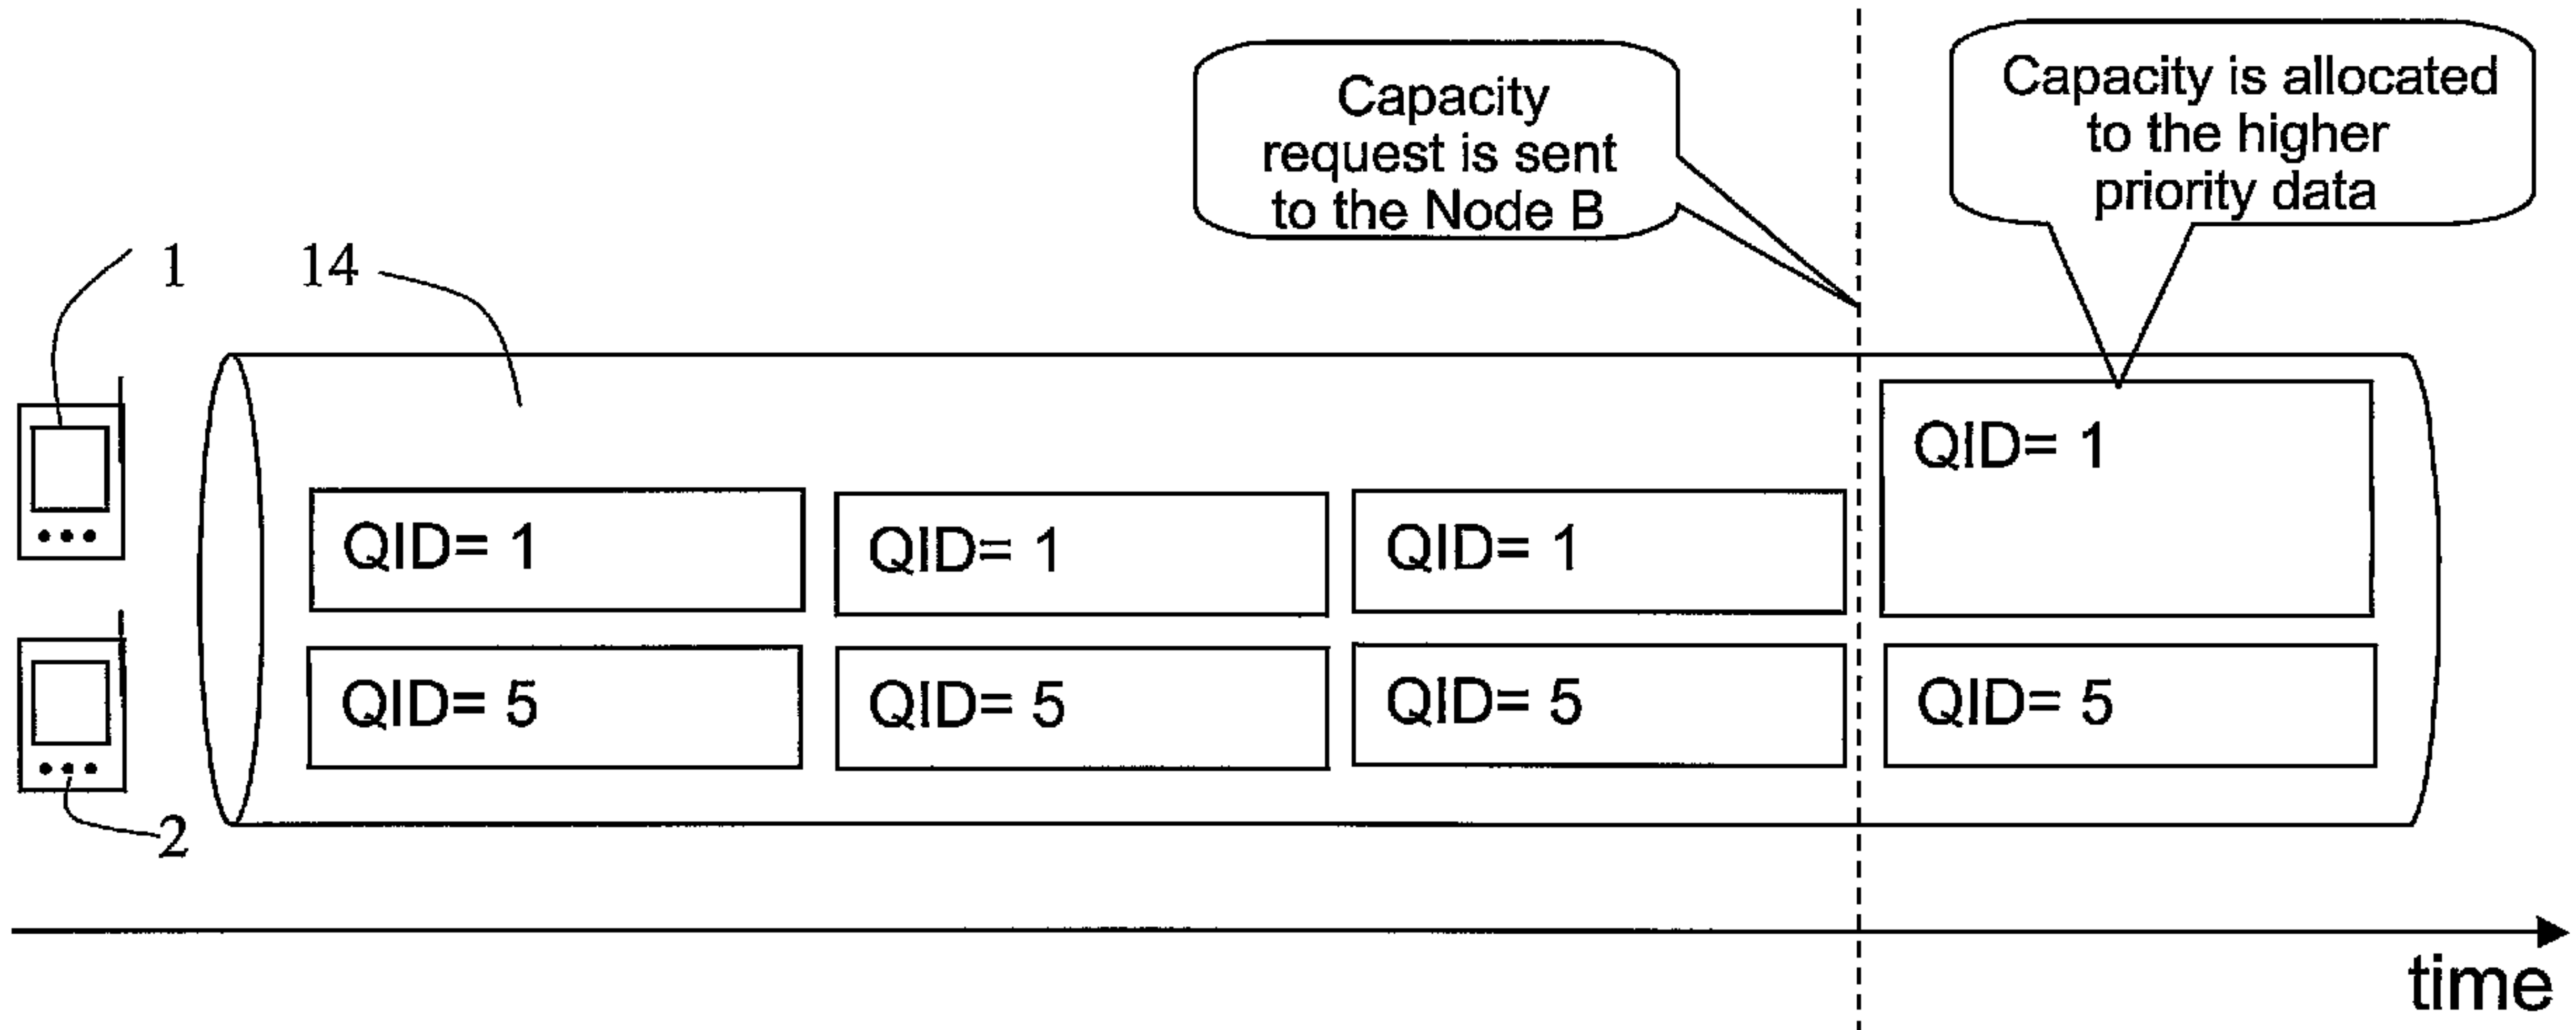 Capacity
request is sent
to the Node B
Capacity is allocated
to the higher
priority data
1
14
QID= 1
QID= 1
QID= 1
QID= 1
QID= 5
QID= 5
QID= 5
QID= 5
2
time